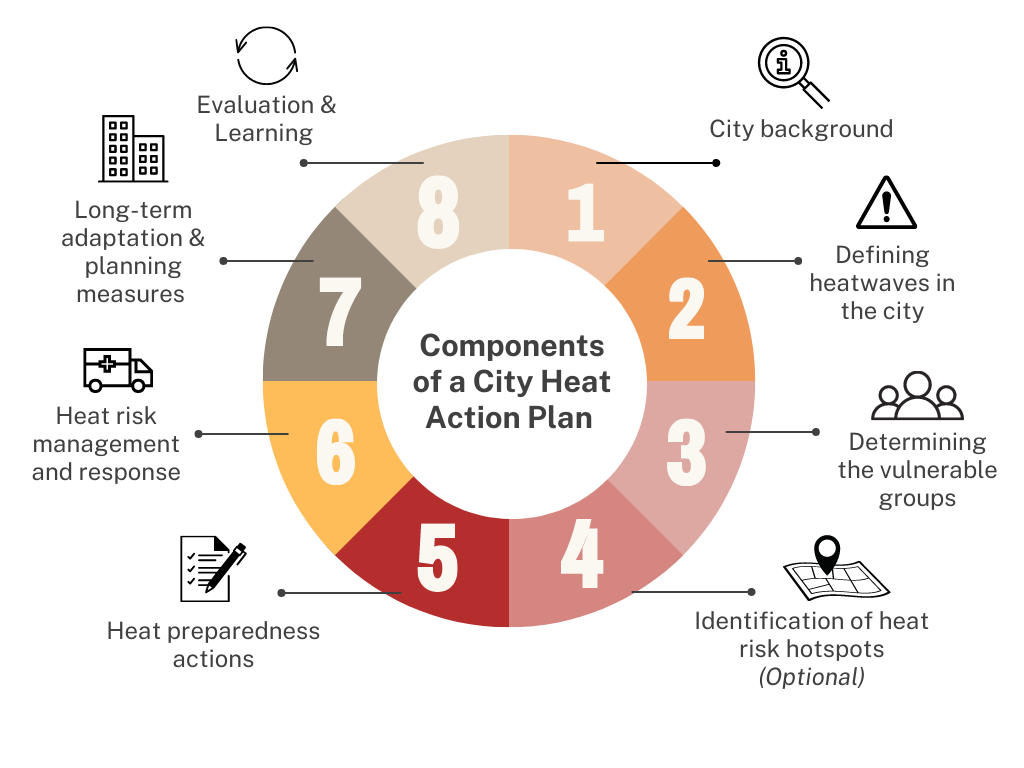 Components
of a City Heat
Action Plan
1
City background
2
Defining
heatwaves in
the city
3
Determining
the vulnerable
groups
4
Identification of heat
risk hotspots
(Optional)
5
Heat preparedness
actions
6
Heat risk
management
and response
7
Long-term
adaptation &
planning
measures
8
Evaluation &
Learning